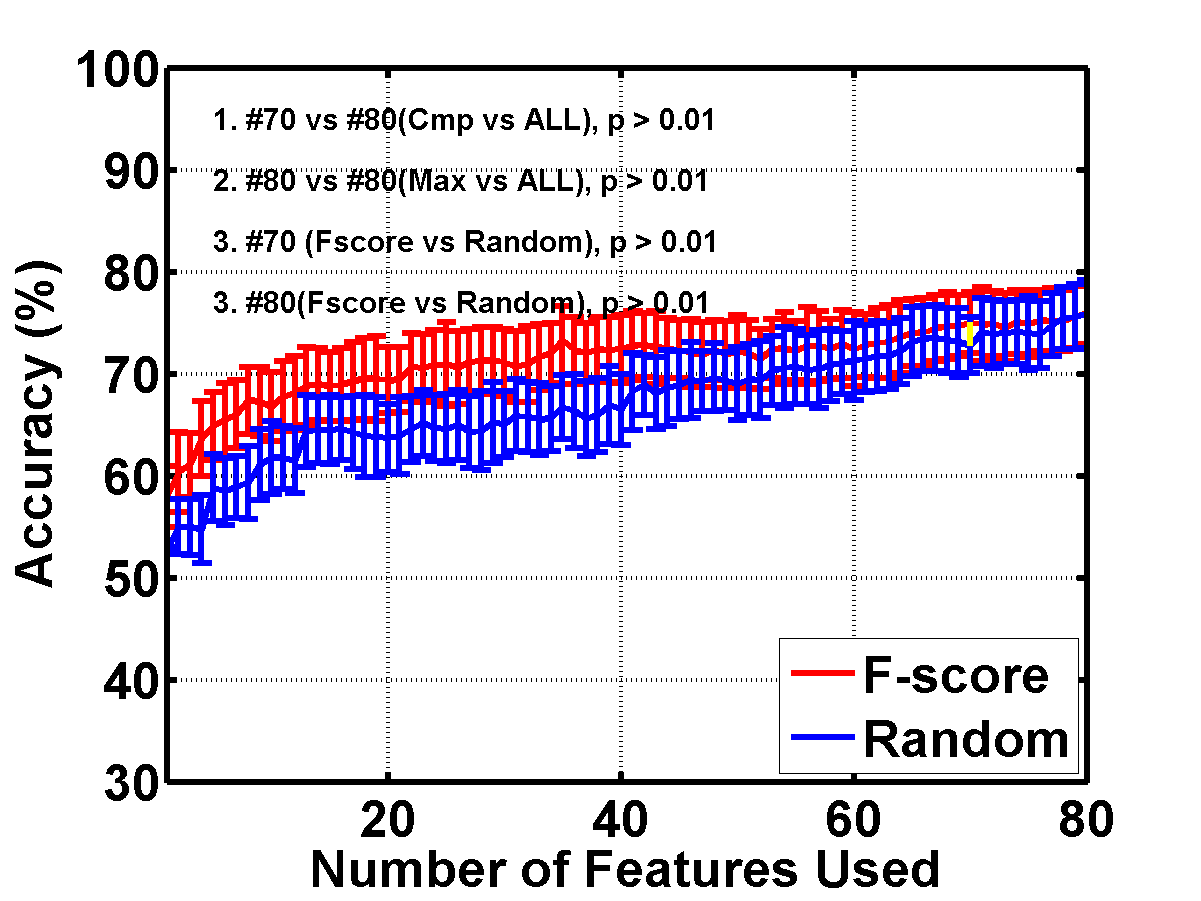 100
90
80
70
60
50
40
30
1. #70 vs #80(Cmp vs ALL), p > 0.01
2. #80 vs #80(Max vs ALL), p > 0.01
3. #70 (Fscore vs Random), p > 0.01
3. #80(Fscore vs Random), p > 0.01
Accuracy (%)
F-score
Random
20 40 60 80
Number of Features Used